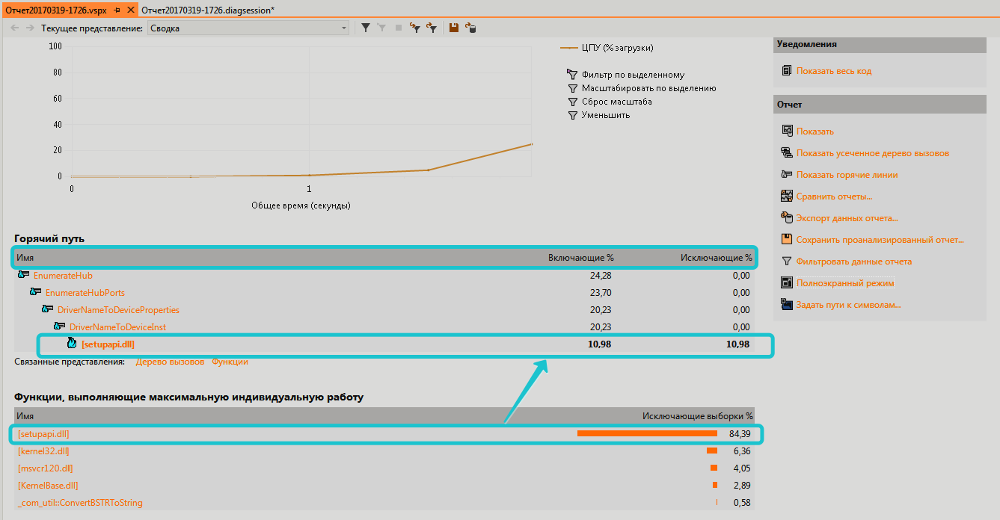 Отчет20170319-1726.vspx Отчет20170319-1726.diagsession*
Текущее представление: Сводка
100
80
60
40
20
0
0 1
Общее время (секунды)
ЦПУ (% загрузки)
Фильтр по выделенному
Масштабировать по выделению
Сброс масштаба
Уменьшить
Уведомления
Показать весь код
Отчет
Показать
Показать усеченное дерево вызовов
Показать горячие линии
Сравнить отчеты...
Экспорт данных отчета...
Сохранить проанализированный отчет...
Фильтровать данные отчета
Полноэкранный режим
Задать пути к символам...
Горячий путь
Имя Включающие % Исключающие %
EnumerateHub 24,28 0,00
EnumerateHubPorts 23,70 0,00
DriverNameToDeviceProperties 20,23 0,00
DriverNameToDeviceInst 20,23 0,00
[setupapi.dll] 10,98 10,98
Связанные представления: Дерево вызовов Функции
Функции, выполняющие максимальную индивидуальную работу
Имя Исключающие выборки %
[setupapi.dll] 84,39
[kernel32.dll] 6,36
[msvcr120.dll] 4,05
[KernelBase.dll] 2,89
_com_util::ConvertBSTRToString 0,58